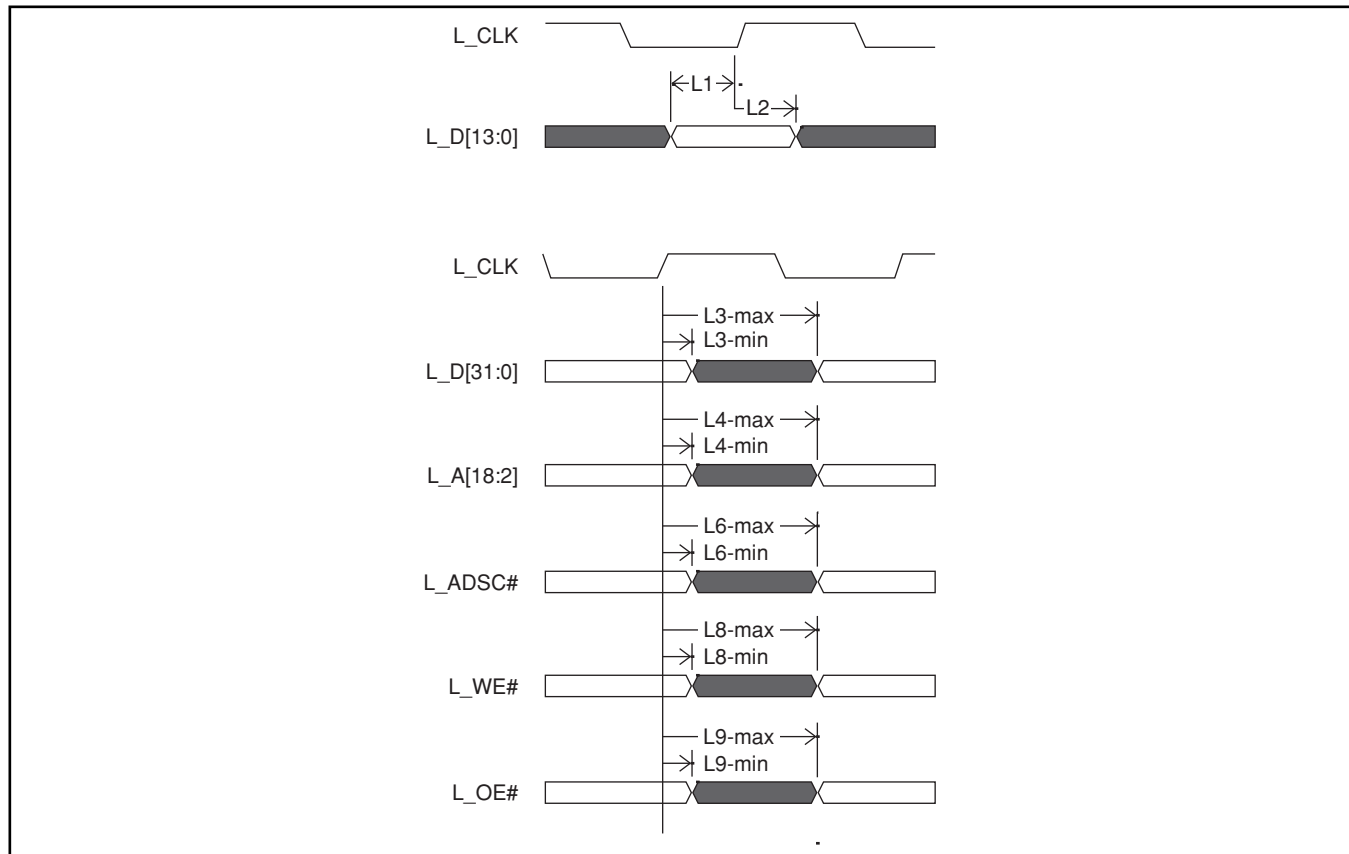 L_CLK
L1
L2
L_D[13:0]
L_CLK
L3-max
L3-min
L_D[31:0]
L4-max
L4-min
L_A[18:2]
L6-max
L6-min
L_ADSC#
L8-max
L8-min
L_WE#
L9-max
L9-min
L_OE#